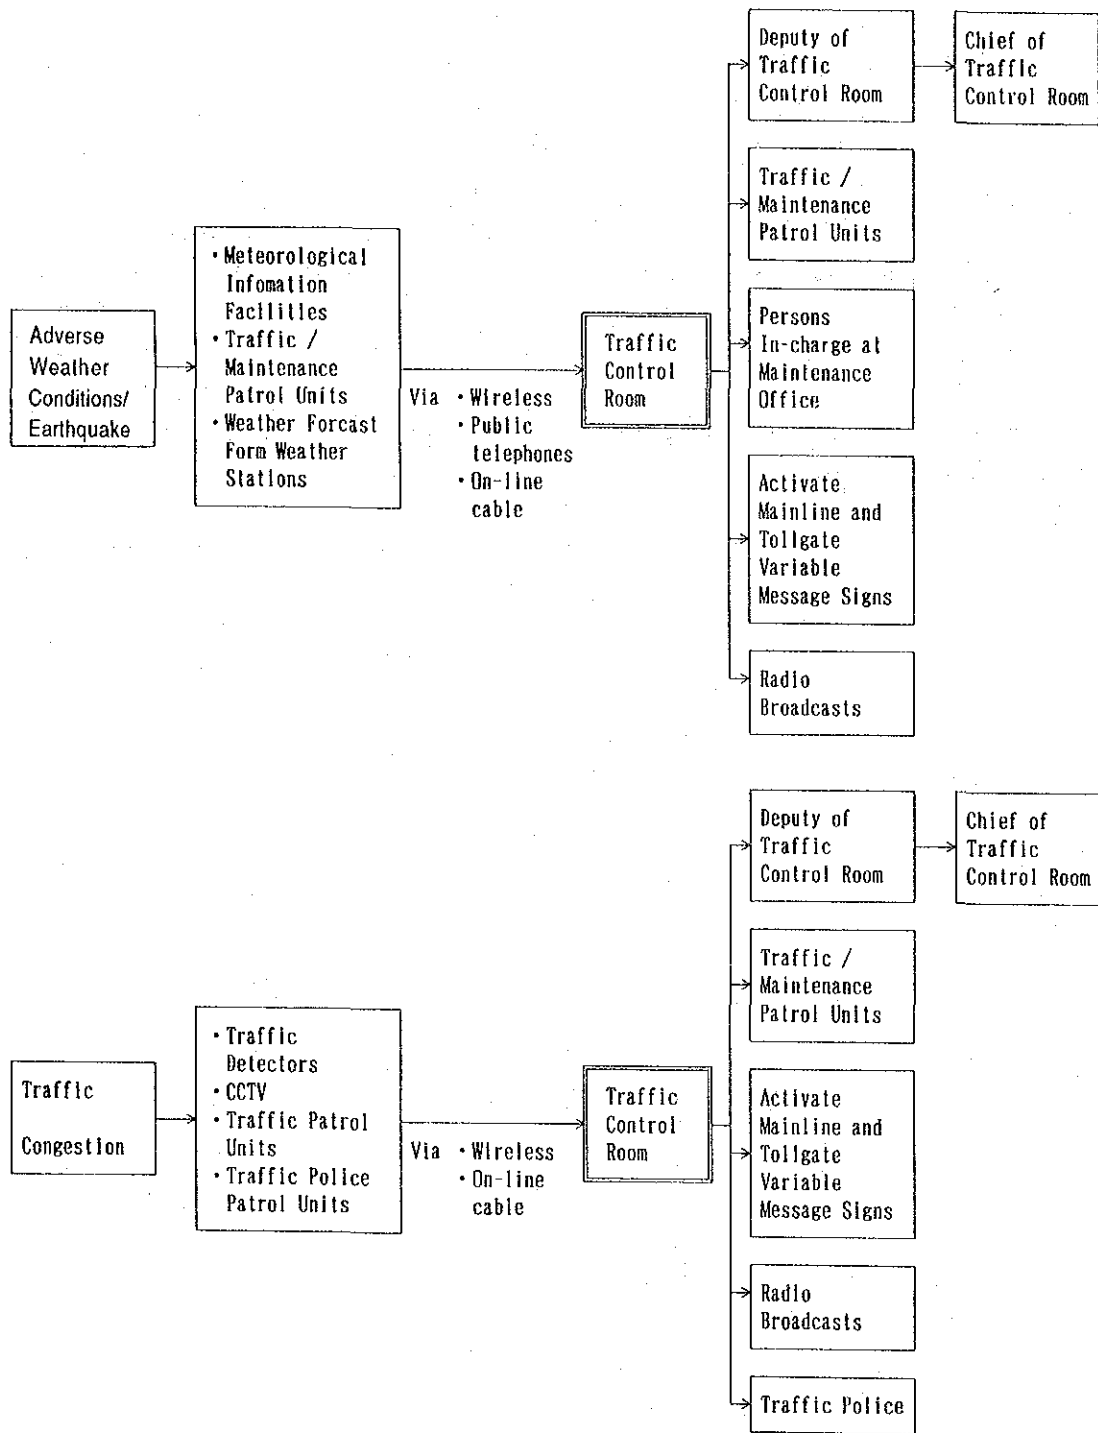 Adverse
Weather
Conditions/
Earthquake
・Meteorological
Infomation
Facilities
・Traffic /
Maintenance
Patrol Units
・Weather Forcast
Form Weather
Stations
Via ・Wireless
・Public
telephones
・On-line
cable
Traffic
Control
Room
Deputy of
Traffic
Control Room
Chief of
Traffic
Control Room
Traffic /
Maintenance
Patrol Units
Persons
In-charge at
Maintenance
Office
Activate
Mainline and
Tollgate
Variable
Message Signs
Radio
Broadcasts
Traffic
Congestion
・Traffic
Detectors
・CCTV
・Traffic Patrol
Units
・Traffic Police
Patrol Units
Via ・Wireless
・On-line
cable
Traffic
Control
Room
Deputy of
Traffic
Control Room
Chief of
Traffic
Control Room
Traffic /
Maintenance
Patrol Units
Activate
Mainline and
Tollgate
Variable
Message Signs
Radio
Broadcasts
Traffic Police